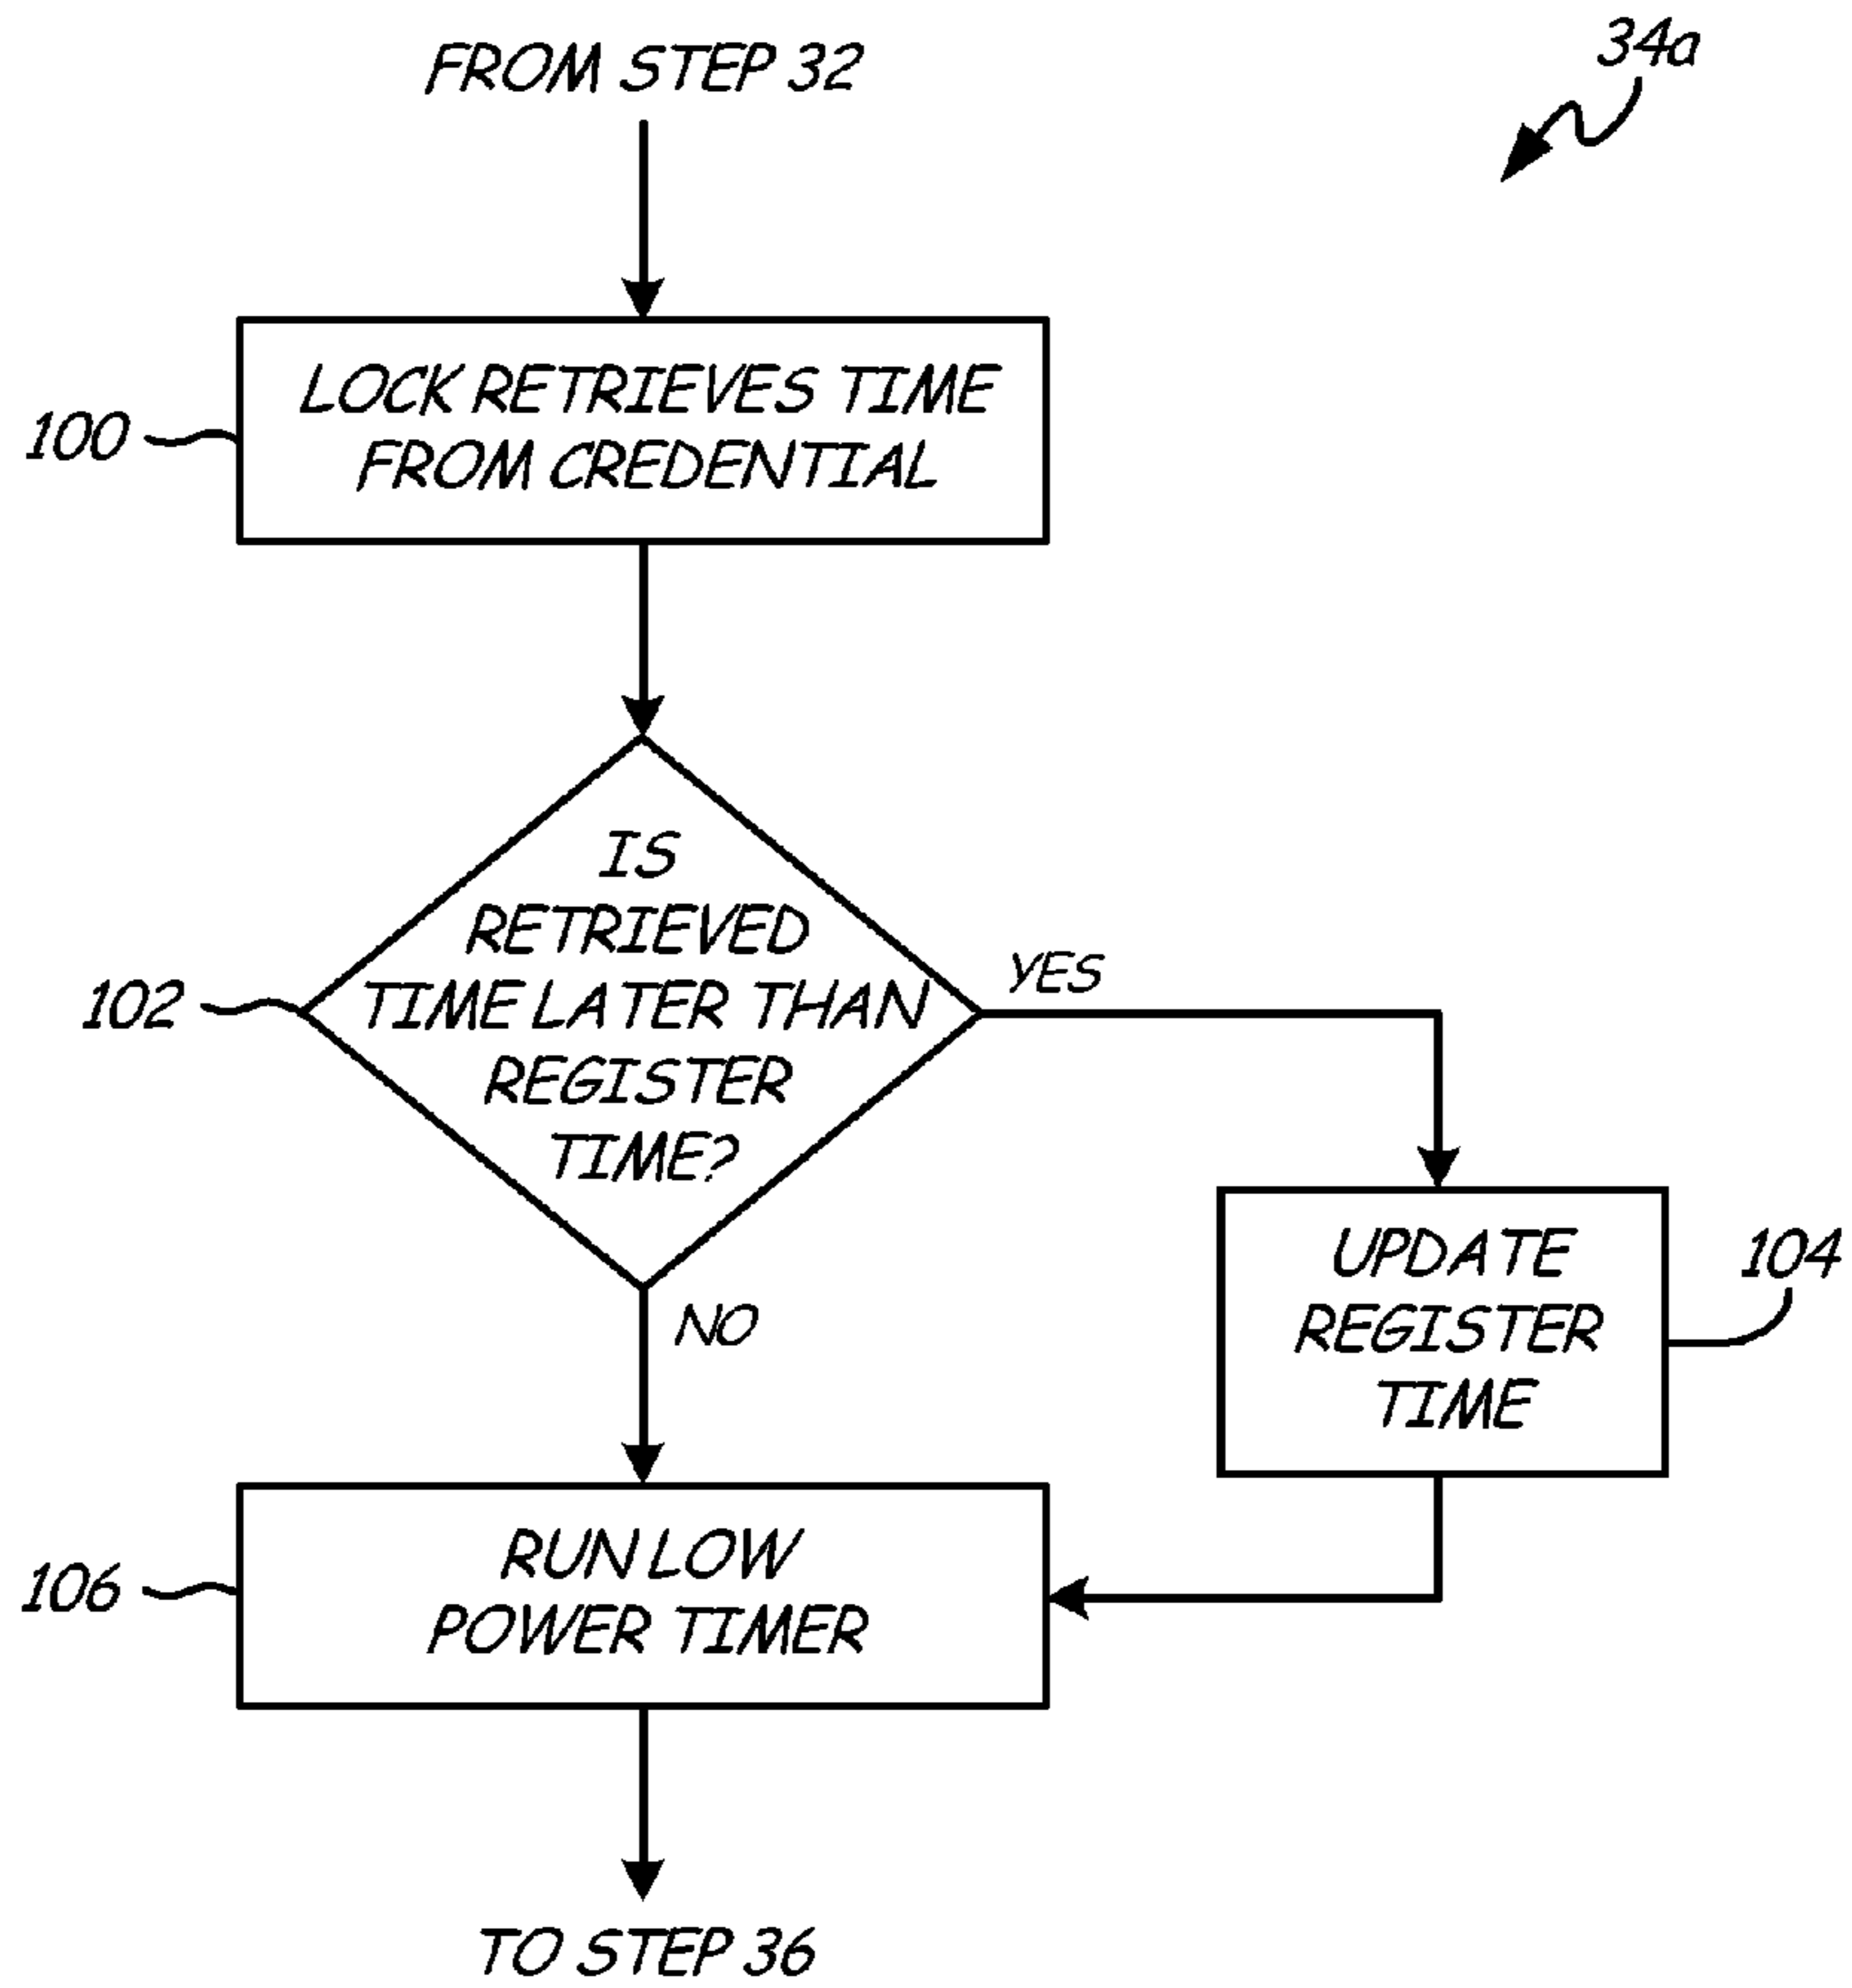 FROM STEP 32
34a
LOCK RETRIEVES TIME
FROM CREDENTIAL
100
IS
RETRIEVED
TIME LATER THAN
REGISTER
TIME?
102
YES
NO
UPDATE
REGISTER
TIME
104
RUN LOW
POWER TIMER
106
TO STEP 36